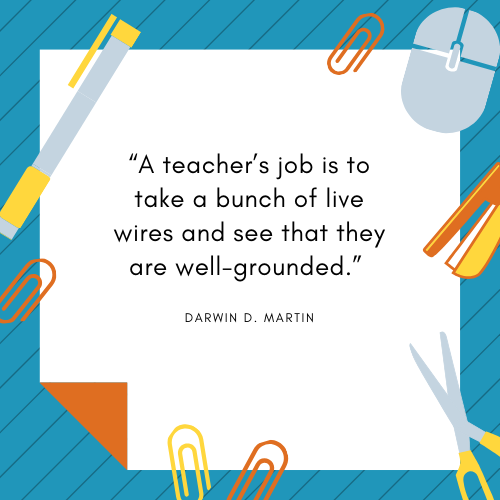 “A teacher’s job is to
take a bunch of live
wires and see that they
are well-grounded.”
DARWIN D. MARTIN